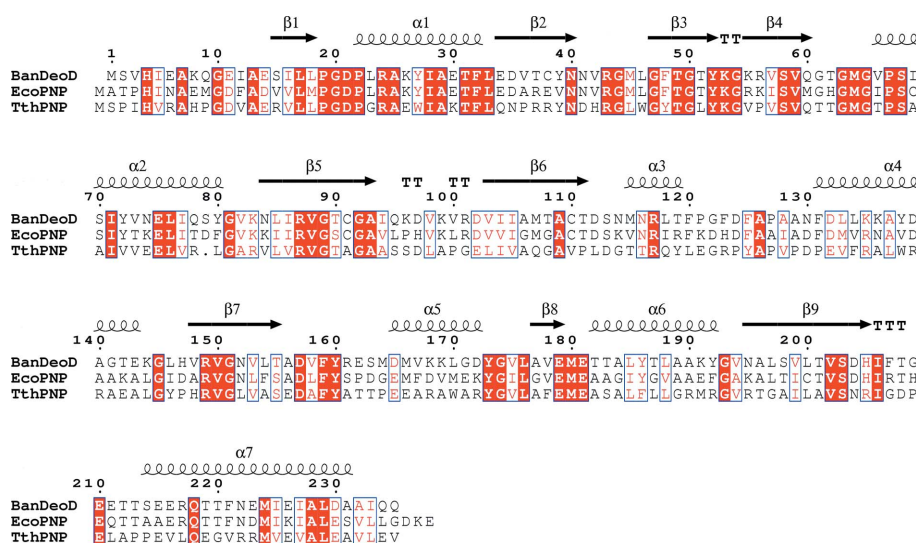 β1 α1 β2 β3 TT β4
1 10 20 30 40 50 60
BanDeoD MSVHIEAKQGEIAESILLPGDPLRAKYIAETFLEDVTCYNNVRGMLGFTGTYKGKRVSVQGTGMGVPSI
EcoPNP MATPHINAEMGDFADVVLMPGDPLRAKYIAETFLEDAREVNNVRGMLGFTGTYKGRKISVMGHGMGIPSC
TthPNP MSPIHVRAHPGDVAERVLLPGDPGRAEWIAKTFLQNPRRYNDHRGLWGYTGLYKGVPVSVQTTGMGTPSA
α2 β5 TT TT β6 α3 α4
70 80 90 100 110 120 130
BanDeoD SIYVNELIQSYGVKNLIRVGTCGAIQKDVKVRDVIIAMTACTDSNMNRLTFPGFDFAPAANFDLLKKAYD
EcoPNP SIYTKELITDFGVKKIIRVGSCGAVLPHVKLRDVVIGMGACTDSKVNRIRFKDHDFAAIADFDMVRNAVD
TthPNP AIVVEELVR.LGARVLVRVGTAGAASSDLAPGELIVAQGAVPLDGTTRQYLEGRPYAPVPDPEVFRALWR
β7 α5 β8 α6 β9 TTT
140 150 160 170 180 190 200
BanDeoD AGTEKGLHVRVGNVLTADVFYRESMDMVKKLGDYGVLAVEMETTALYTLAAKYGVNALSVLTVSDHIFTG
EcoPNP AAKALGIDARVGNLFSADLFYSPDGEMFDVMEKYGILGVEMEAAGIYGVAAEFGAKALTICTVSDHIRTH
TthPNP RAEALGYPHRVGLVASEDAFYATTPEEARAWARYGVLAFEMEASALFLLGRMRGVRTGAILAVSNRIGDP
α7
210 220 230
BanDeoD EETTSEERQTTFNEMIEIALDAAIQQ
EcoPNP EQTTAAERQTTFNDMIKIALESVLLGDKE
TthPNP ELAPPEVLQEGVRRMVEVALEAVLEV